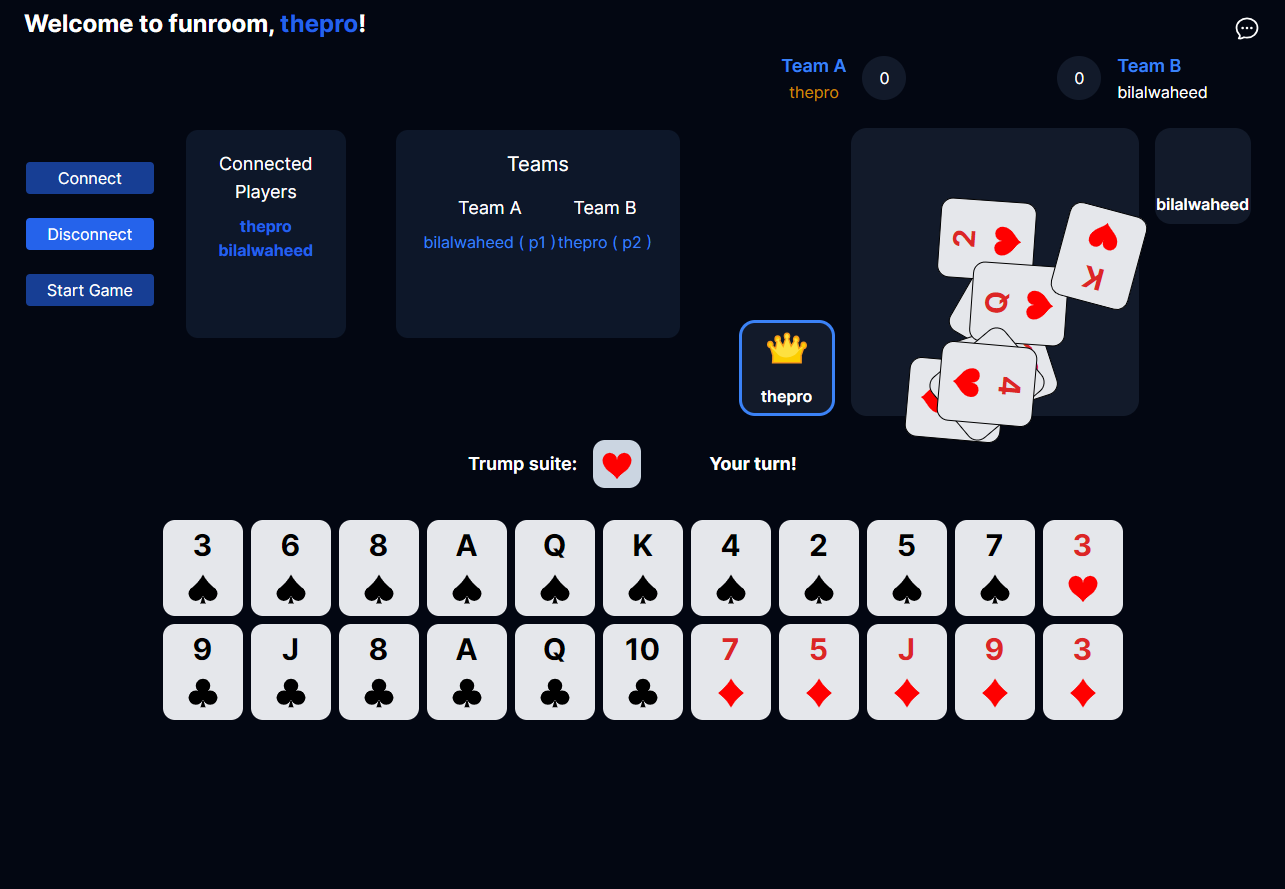 Welcome to funroom, thepro!
Team A
thepro
0
0
Team B
bilalwaheed
Connect
Disconnect
Start Game
Connected
Players
thepro
bilalwaheed
Teams
Team A Team B
bilalwaheed ( p1 ) thepro ( p2 )
thepro
2
K
Q
4
bilalwaheed
Trump suite:
Your turn!
3 6 8 A Q K 4 2 5 7 3
9 J 8 A Q 10 7 5 J 9 3